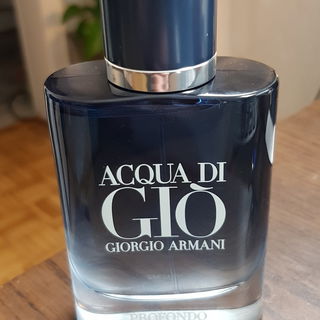 ACQUA DI
GIÒ
GIORGIO ARMANI
PROFONDO